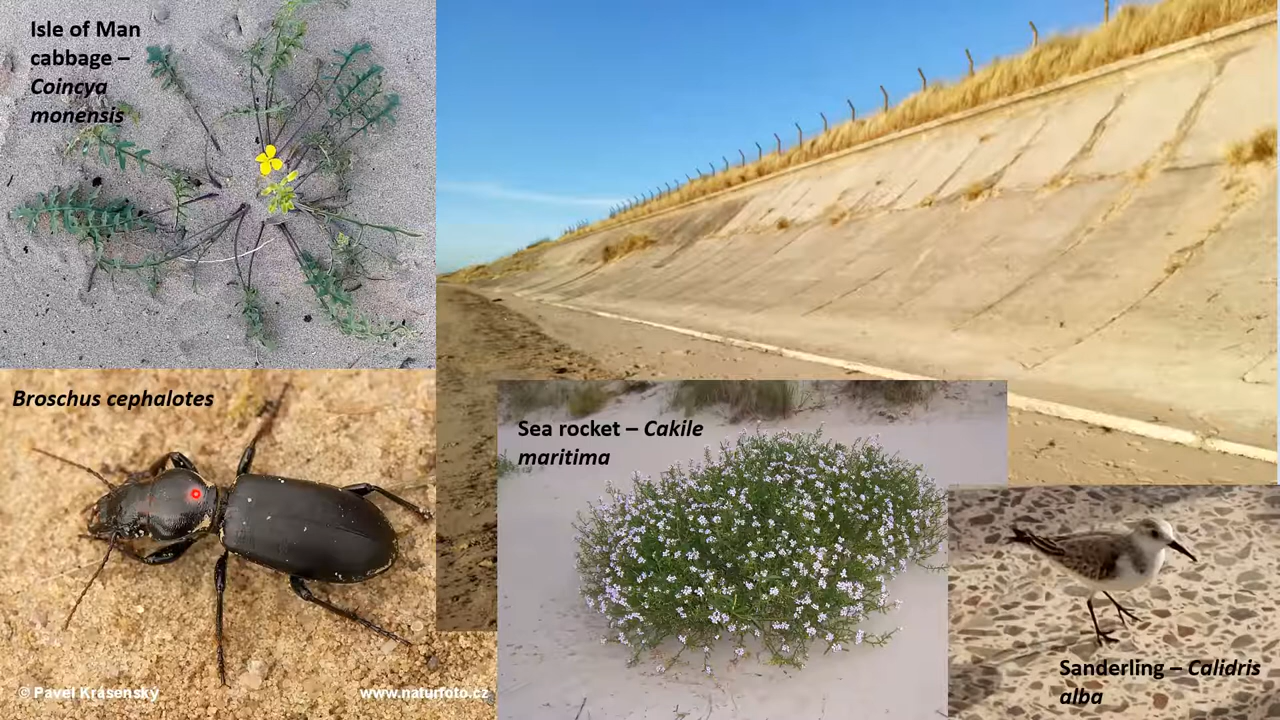 Isle of Man
cabbage –
Coincya
monensis
Broschus cephalotes
Sea rocket – Cakile
maritima
Sanderling – Calidris
alba
© Pavel Krásenský
www.naturfoto.cz